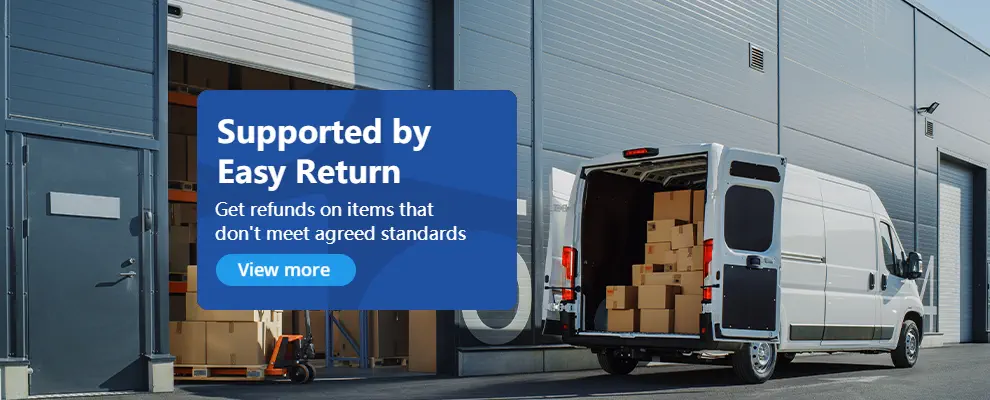 Supported by
Easy Return
Get refunds on items that
don't meet agreed standards
View more